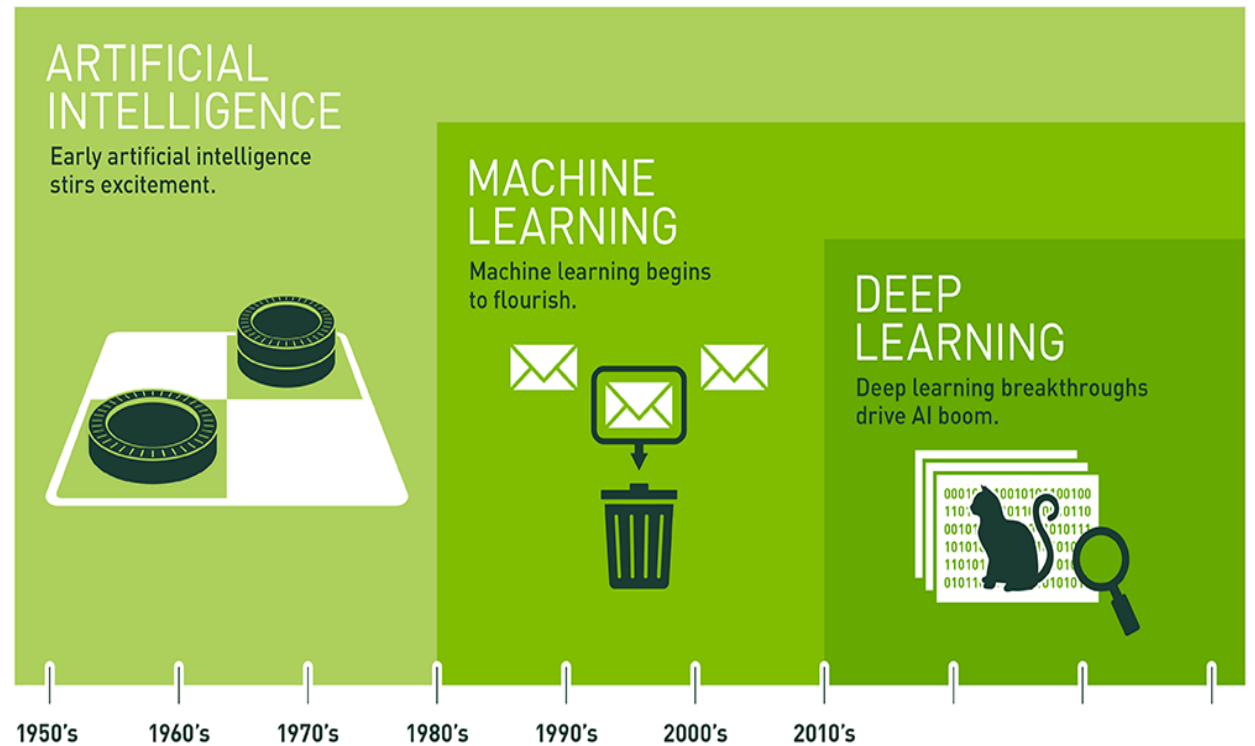 ARTIFICIAL
INTELLIGENCE
Early artificial intelligence
stirs excitement.
MACHINE
LEARNING
Machine learning begins
to flourish.
DEEP
LEARNING
Deep learning breakthroughs
drive AI boom.
1950's 1960's 1970's 1980's 1990's 2000's 2010's